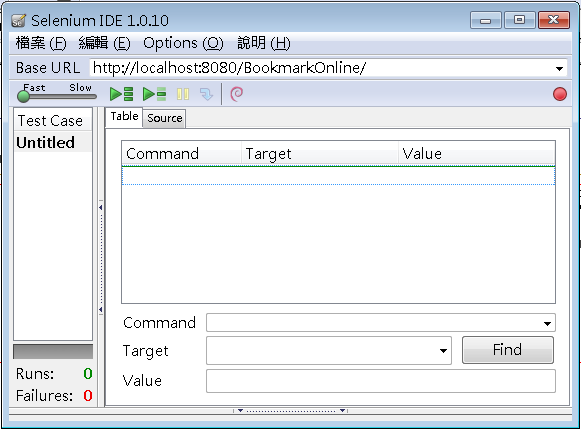 Selenium IDE 1.0.10
檔案 (F) 編輯 (E) Options (O) 說明 (H)
Base URL http://localhost:8080/BookmarkOnline/
Fast Slow
Test Case
Untitled
Table Source
Command Target Value
Command
Target Find
Value
Runs: 0
Failures: 0